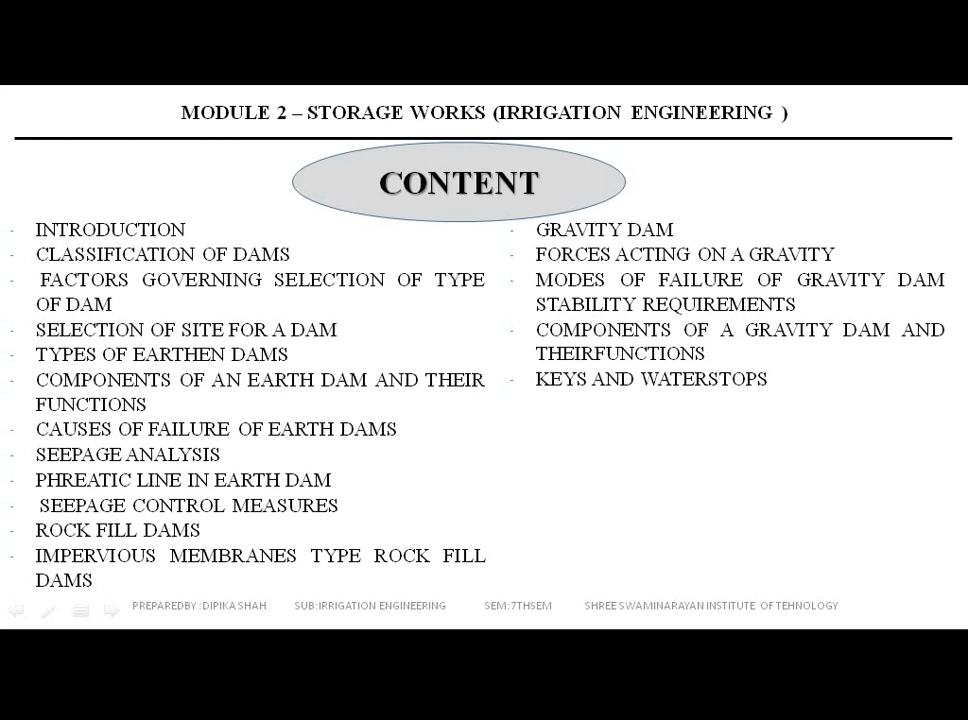 MODULE 2 – STORAGE WORKS (IRRIGATION ENGINEERING )
CONTENT
- INTRODUCTION
- CLASSIFICATION OF DAMS
- FACTORS GOVERNING SELECTION OF TYPE
OF DAM
- SELECTION OF SITE FOR A DAM
- TYPES OF EARTHEN DAMS
- COMPONENTS OF AN EARTH DAM AND THEIR
FUNCTIONS
- CAUSES OF FAILURE OF EARTH DAMS
- SEEPAGE ANALYSIS
- PHREATIC LINE IN EARTH DAM
- SEEPAGE CONTROL MEASURES
- ROCK FILL DAMS
- IMPERVIOUS MEMBRANES TYPE ROCK FILL
DAMS
- GRAVITY DAM
- FORCES ACTING ON A GRAVITY
- MODES OF FAILURE OF GRAVITY DAM
STABILITY REQUIREMENTS
- COMPONENTS OF A GRAVITY DAM AND
THEIRFUNCTIONS
- KEYS AND WATERSTOPS
PREPAREDBY :DIPIKA SHAH SUB:IRRIGATION ENGINEERING SEM:7THSEM SHREE SWAMINARAYAN INSTITUTE OF TEHNOLOGY